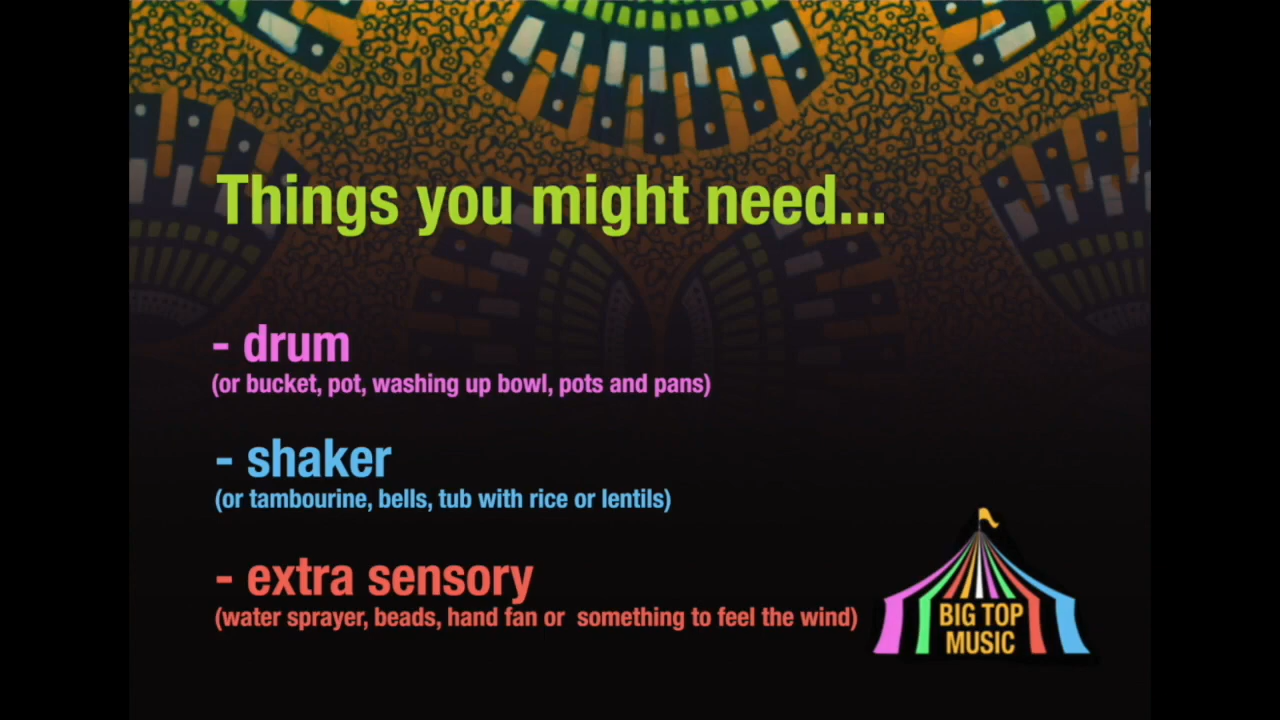 Things you might need...
- drum
(or bucket, pot, washing up bowl, pots and pans)
- shaker
(or tambourine, bells, tub with rice or lentils)
- extra sensory
(water sprayer, beads, hand fan or  something to feel the wind)
BIG TOP
MUSIC